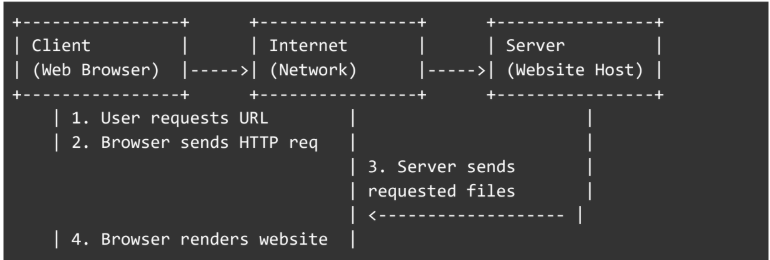 +-----------------+      +-----------------+      +-----------------+
| Client          |      | Internet        |      | Server          |
| (Web Browser)   |----->| (Network)       |----->| (Website Host)  |
+-----------------+      +-----------------+      +-----------------+
    | 1. User requests URL         |                        |
    | 2. Browser sends HTTP req    |                        |
                                   | 3. Server sends        |
                                   | requested files        |
                                   | <------------------- |
    | 4. Browser renders website   |